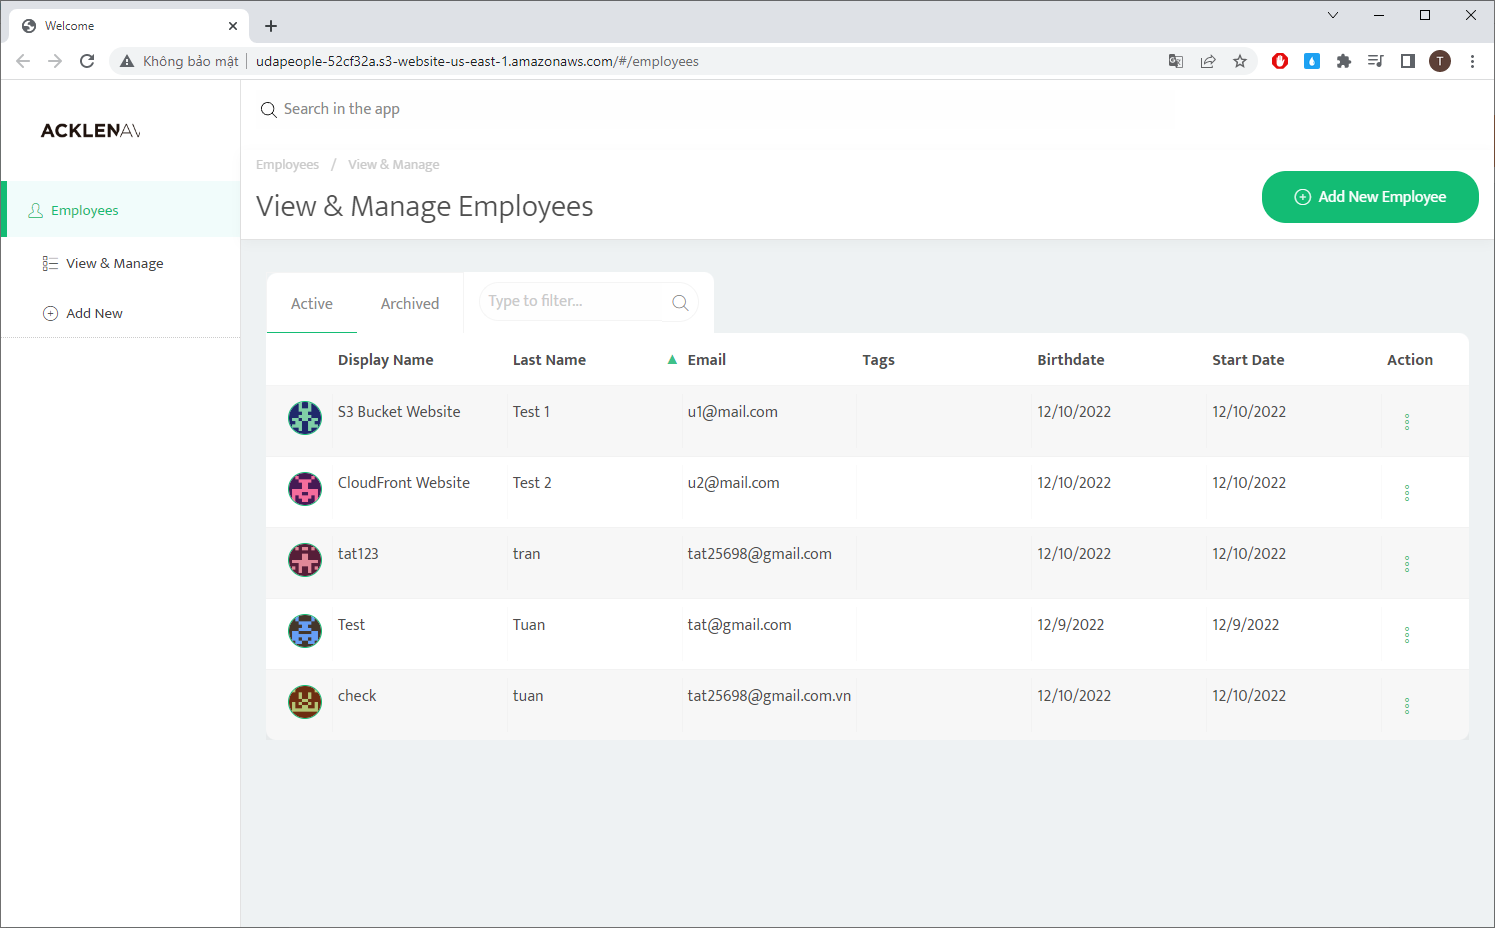 Welcome
Không bảo mật
udapeople-52cf32a.s3-website-us-east-1.amazonaws.com/#/employees
T
ACKLENAV
Search in the app
Employees / View & Manage
View & Manage Employees
Add New Employee
Employees
View & Manage
Add New
Active Archived Type to filter...
Display Name Last Name ▲ Email Tags Birthdate Start Date Action
S3 Bucket Website Test 1 u1@mail.com 12/10/2022 12/10/2022
CloudFront Website Test 2 u2@mail.com 12/10/2022 12/10/2022
tat123 tran tat25698@gmail.com 12/10/2022 12/10/2022
Test Tuan tat@gmail.com 12/9/2022 12/9/2022
check tuan tat25698@gmail.com.vn 12/10/2022 12/10/2022